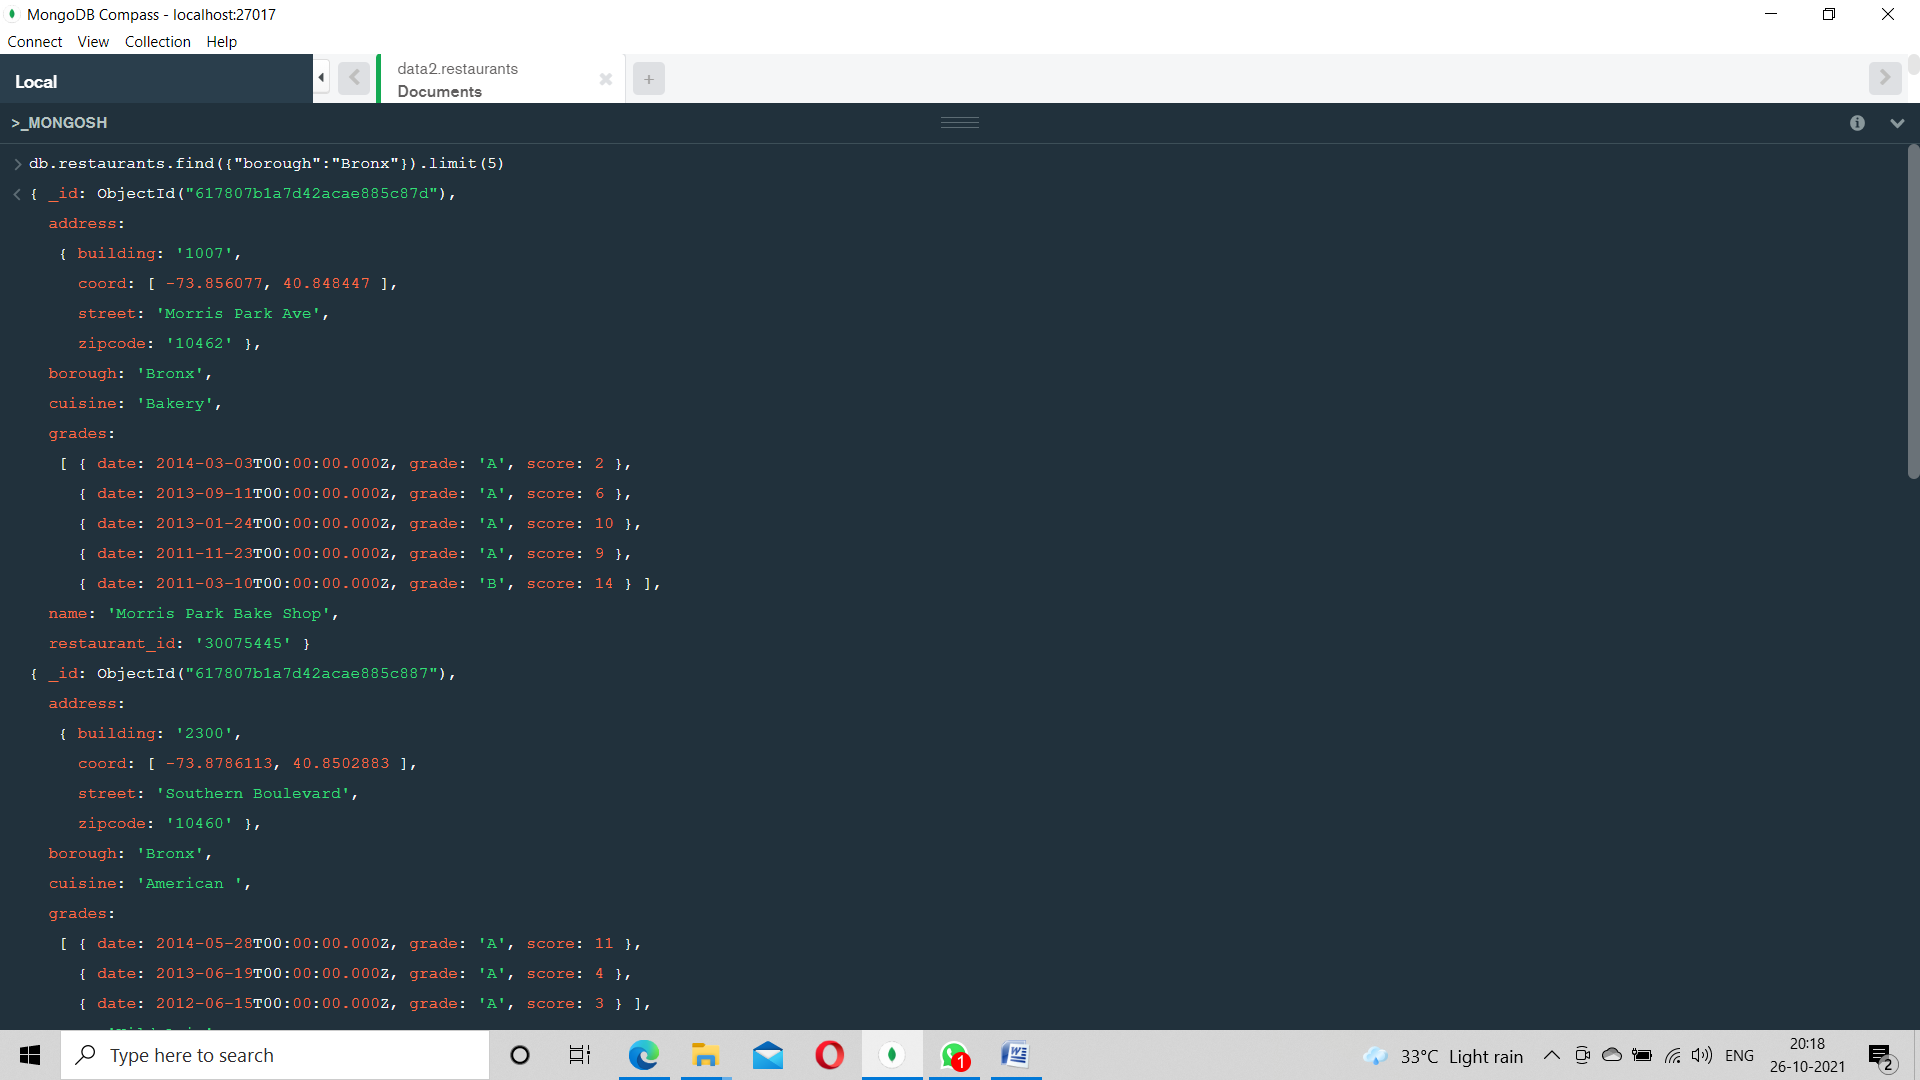 MongoDB Compass - localhost:27017
Connect View Collection Help
Local
data2.restaurants
Documents
>_MONGOSH
> db.restaurants.find({"borough":"Bronx"}).limit(5)
< { _id: ObjectId("617807b1a7d42acae885c87d"),
address:
{ building: '1007',
coord: [ -73.856077, 40.848447 ],
street: 'Morris Park Ave',
zipcode: '10462' },
borough: 'Bronx',
cuisine: 'Bakery',
grades:
[ { date: 2014-03-03T00:00:00.000Z, grade: 'A', score: 2 },
{ date: 2013-09-11T00:00:00.000Z, grade: 'A', score: 6 },
{ date: 2013-01-24T00:00:00.000Z, grade: 'A', score: 10 },
{ date: 2011-11-23T00:00:00.000Z, grade: 'A', score: 9 },
{ date: 2011-03-10T00:00:00.000Z, grade: 'B', score: 14 } ],
name: 'Morris Park Bake Shop',
restaurant_id: '30075445' }
{ _id: ObjectId("617807b1a7d42acae885c887"),
address:
{ building: '2300',
coord: [ -73.8786113, 40.8502883 ],
street: 'Southern Boulevard',
zipcode: '10460' },
borough: 'Bronx',
cuisine: 'American ',
grades:
[ { date: 2014-05-28T00:00:00.000Z, grade: 'A', score: 11 },
{ date: 2013-06-19T00:00:00.000Z, grade: 'A', score: 4 },
{ date: 2012-06-15T00:00:00.000Z, grade: 'A', score: 3 } ],
Type here to search
1
33°C Light rain
ENG
20:18
26-10-2021
2